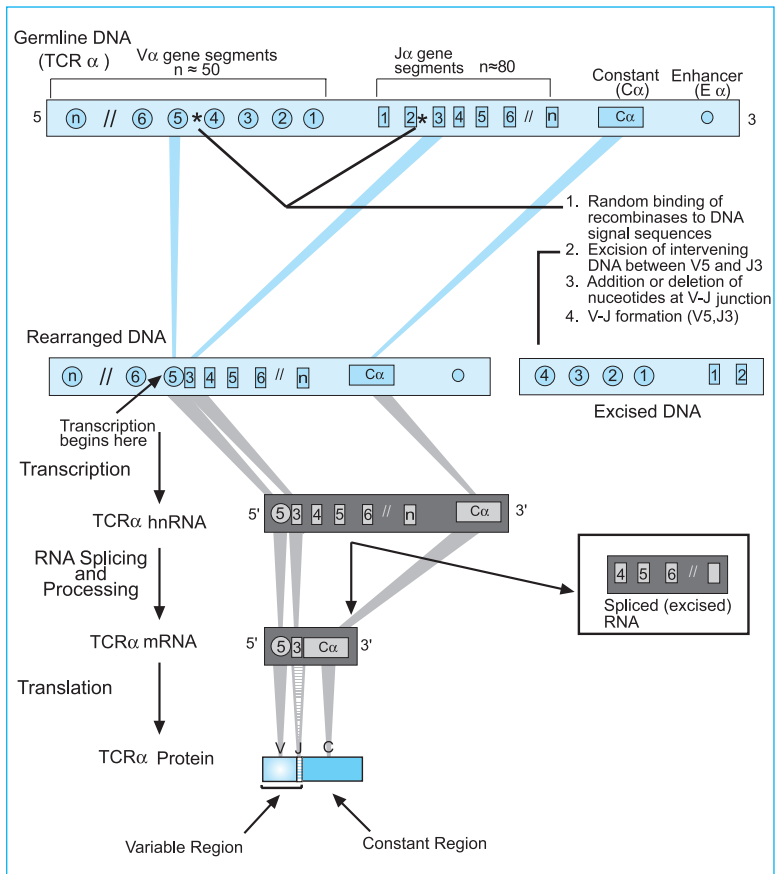 Germline DNA
(TCR α )
Vα gene segments
n ≈ 50
Jα gene
segments n≈80
Constant
(Cα)
Enhancer
(E α)
5 n // 6 5 * 4 3 2 1 1 2 * 3 4 5 6 // n Cα 3
1. Random binding of
recombinases to DNA
signal sequences
2. Excision of intervening
DNA between V5 and J3
3. Addition or deletion of
nuceotides at V-J junction
4. V-J formation (V5,J3)
Rearranged DNA
n // 6 5 3 4 5 6 // n Cα
4 3 2 1 1 2
Excised DNA
Transcription
begins here
Transcription
TCRα hnRNA
5' 5 3 4 5 6 // n Cα 3'
RNA Splicing
and
Processing
4 5 6 //
Spliced (excised)
RNA
TCRα mRNA
5' 5 3 Cα 3'
Translation
V J C
TCRα Protein
Variable Region
Constant Region